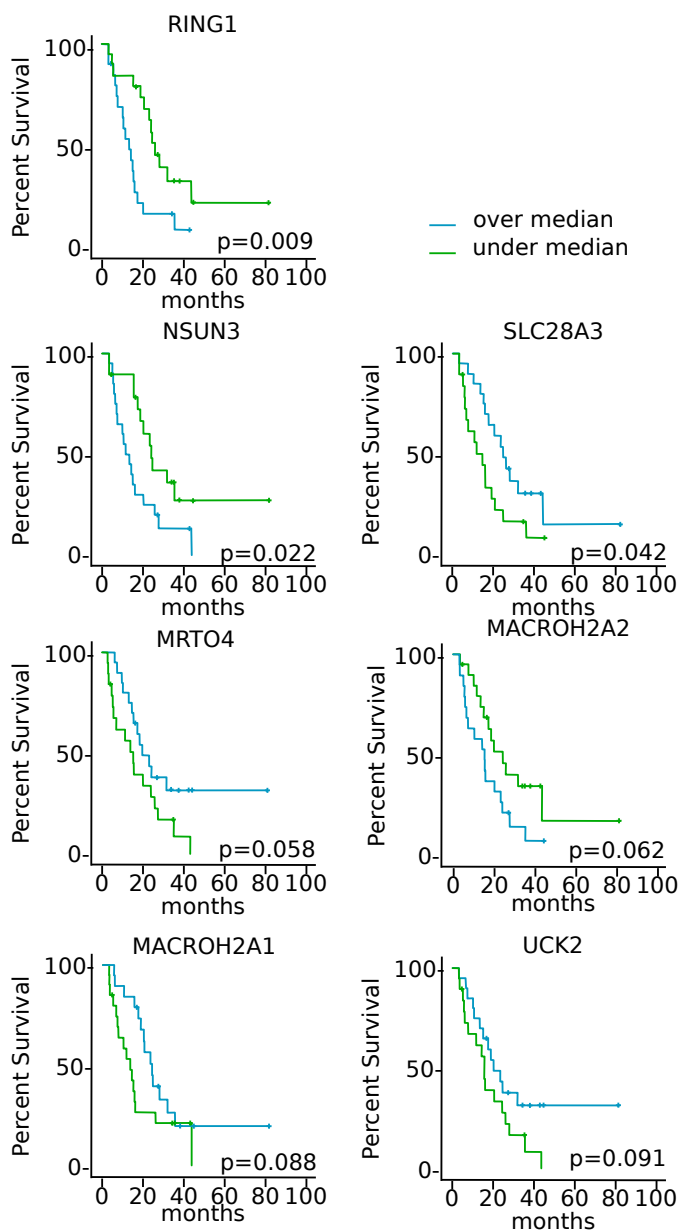 RING1
Percent Survival
100
50
0
p=0.009
0 20 40 60 80 100
months
over median
under median
NSUN3
Percent Survival
100
50
0
p=0.022
0 20 40 60 80 100
months
SLC28A3
Percent Survival
100
50
0
p=0.042
0 20 40 60 80 100
months
MRTO4
Percent Survival
100
50
0
p=0.058
0 20 40 60 80 100
months
MACROH2A2
Percent Survival
100
50
0
p=0.062
0 20 40 60 80 100
months
MACROH2A1
Percent Survival
100
50
0
p=0.088
0 20 40 60 80 100
months
UCK2
Percent Survival
100
50
0
p=0.091
0 20 40 60 80 100
months